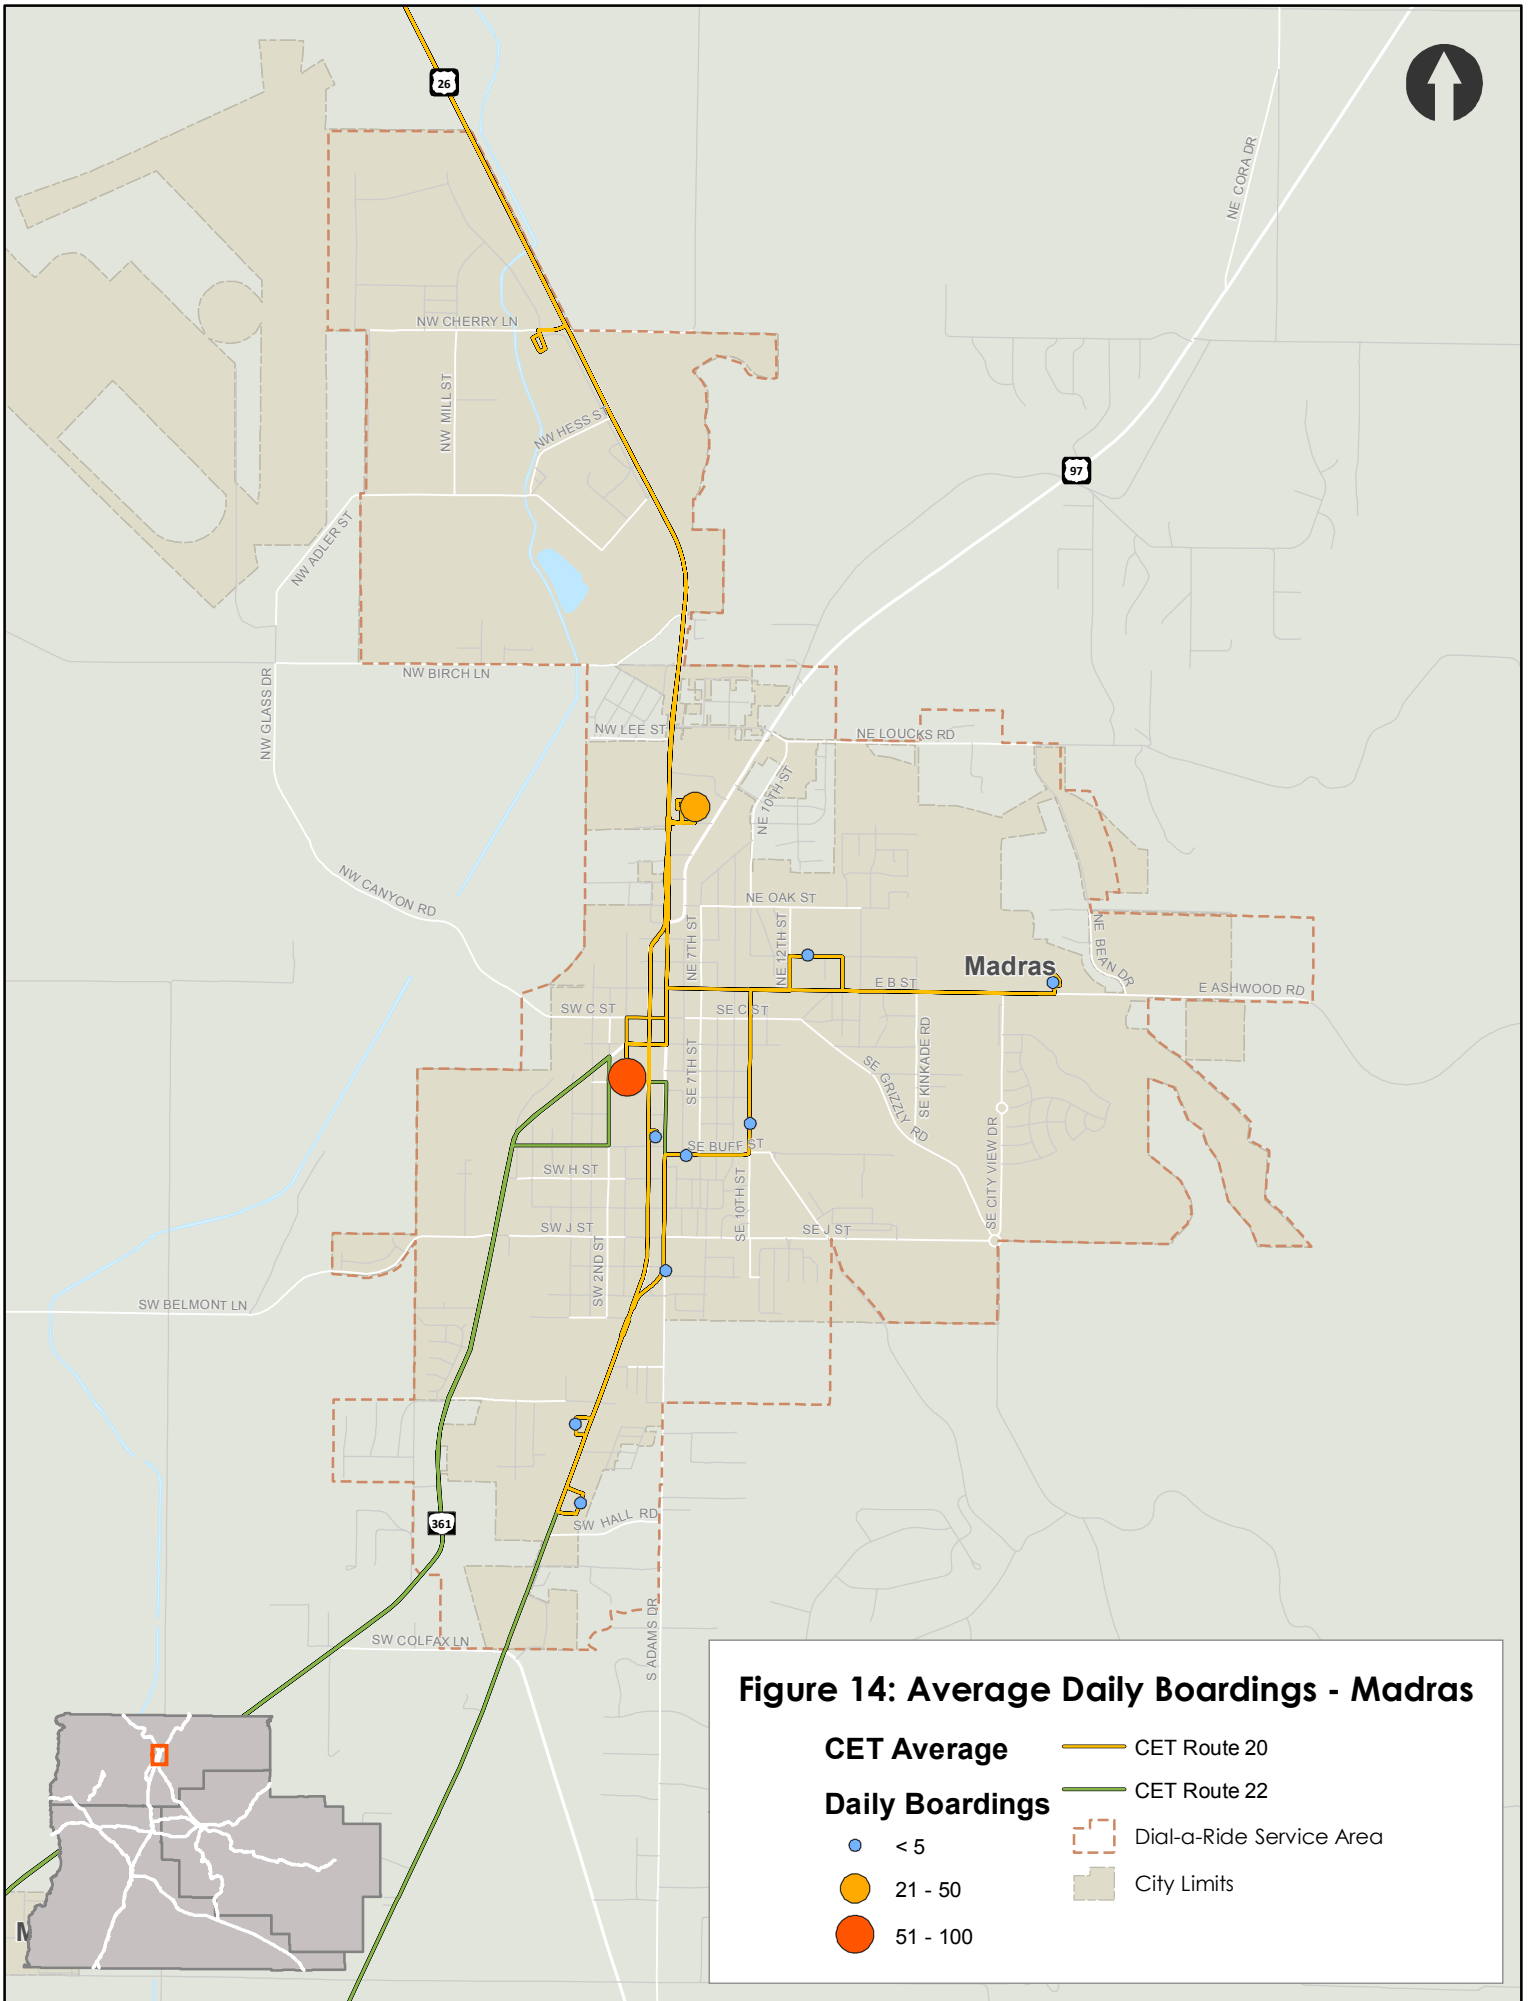 26
NE CORA DR
NW CHERRY LN
NW MILL ST
NW HESS ST
97
NW ADLER ST
NW BIRCH LN
NW GLASS DR
NW LEE ST
NE LOUCKS RD
NE 10TH ST
NW CANYON RD
NE OAK ST
NE 7TH ST
NE 12TH ST
NE BEAN DR
Madras
E B ST
E ASHWOOD RD
SW C ST
SE C ST
SE 7TH ST
SE GRIZZLY RD
SE KINKADE RD
SE CITY VIEW DR
SE BUFF ST
SW H ST
SE 10TH ST
SW J ST
SE J ST
SW 2ND ST
SW BELMONT LN
361
SW HALL RD
SW COLFAX LN
S ADAMS DR
M
Figure 14: Average Daily Boardings - Madras
CET Average
Daily Boardings
< 5
21 - 50
51 - 100
CET Route 20
CET Route 22
Dial-a-Ride Service Area
City Limits